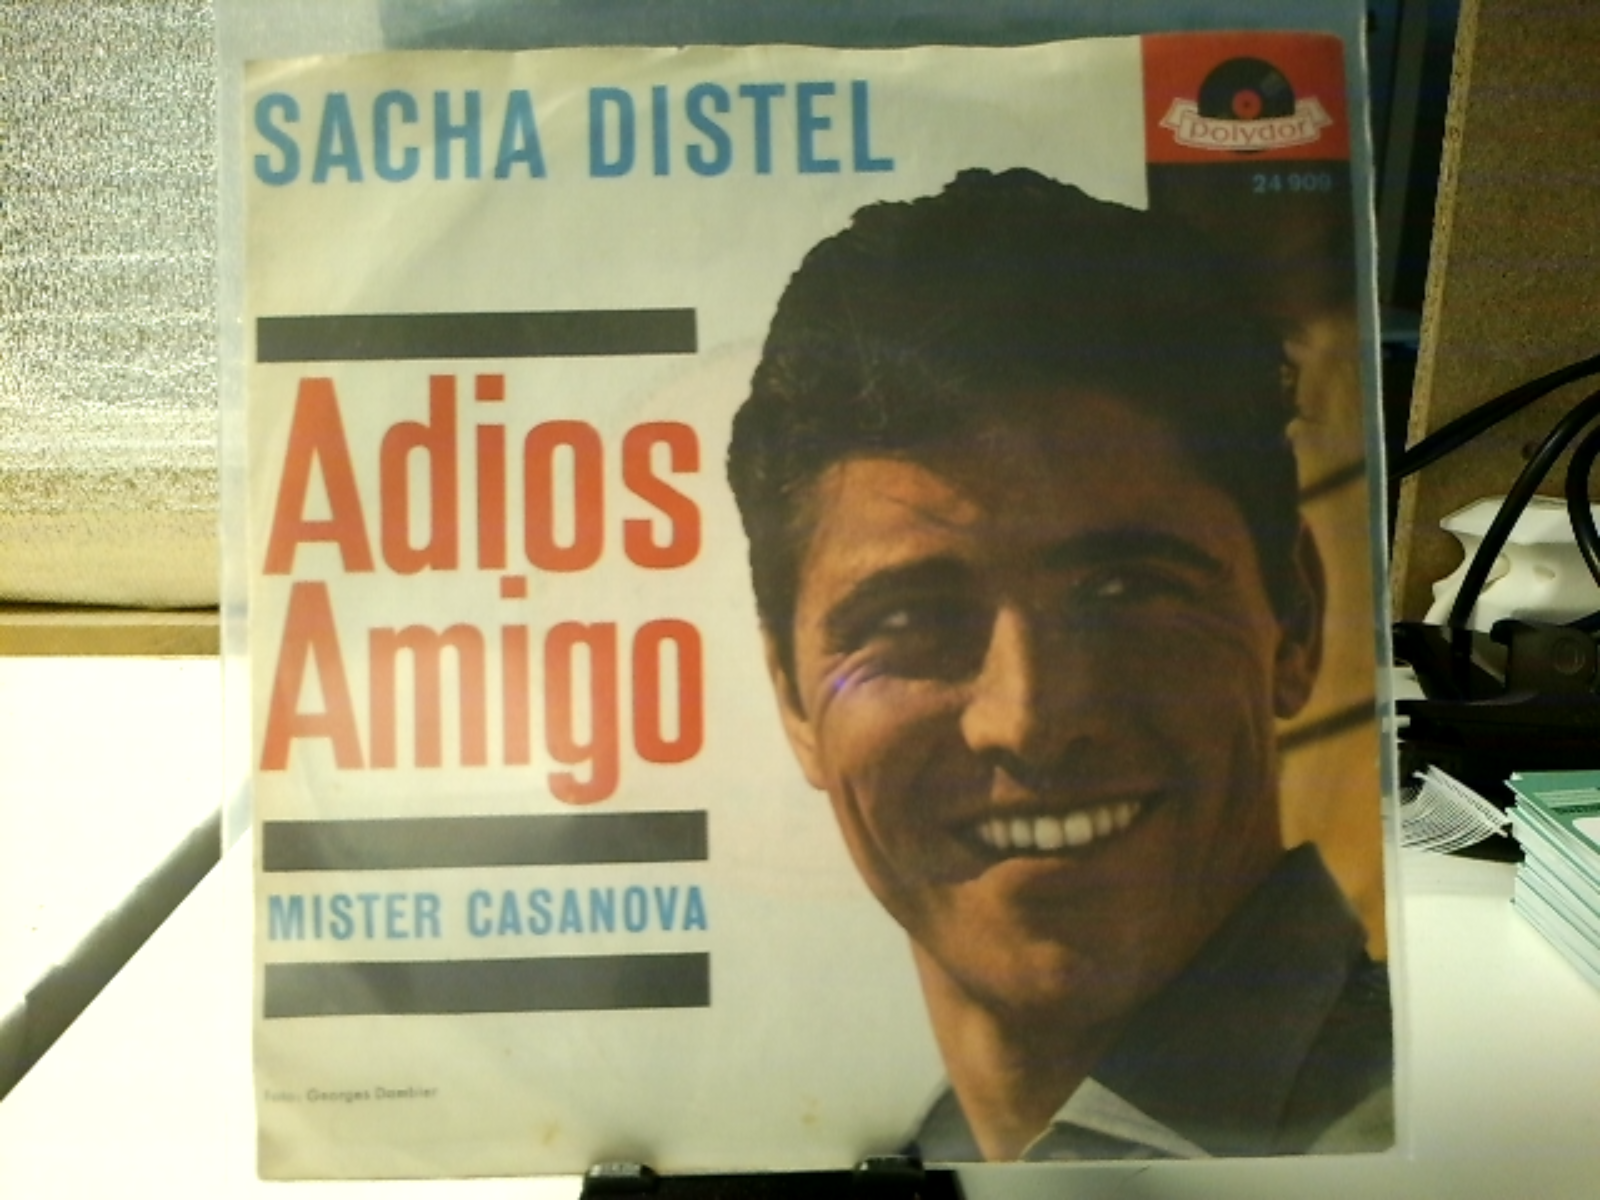 SACHA DISTEL
polydor
24 909
Adios
Amigo
MISTER CASANOVA
Foto: Georges Dambier